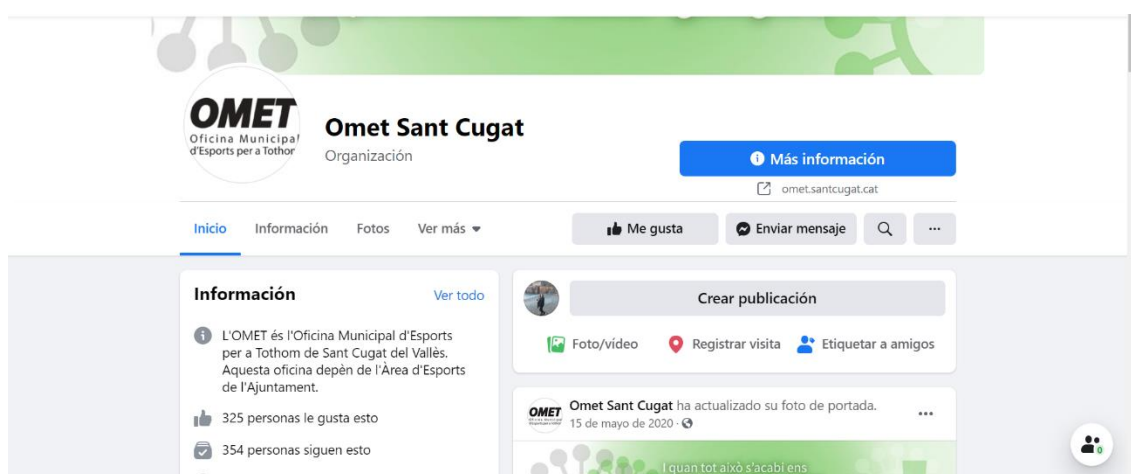 OMET
Oficina Municipal
d'Esports per a Tothor
Omet Sant Cugat
Organización
Más información
omet.santcugat.cat
Inicio
Información
Fotos
Ver más
Me gusta
Enviar mensaje
Información
Ver todo
L'OMET és l'Oficina Municipal d'Esports
per a Tothom de Sant Cugat del Vallès.
Aquesta oficina depèn de l'Àrea d'Esports
de l'Ajuntament.
325 personas le gusta esto
354 personas siguen esto
Crear publicación
Foto/vídeo
Registrar visita
Etiquetar a amigos
OMET
Omet Sant Cugat ha actualizado su foto de portada.
15 de mayo de 2020
I quan tot això s'acabi ens
0